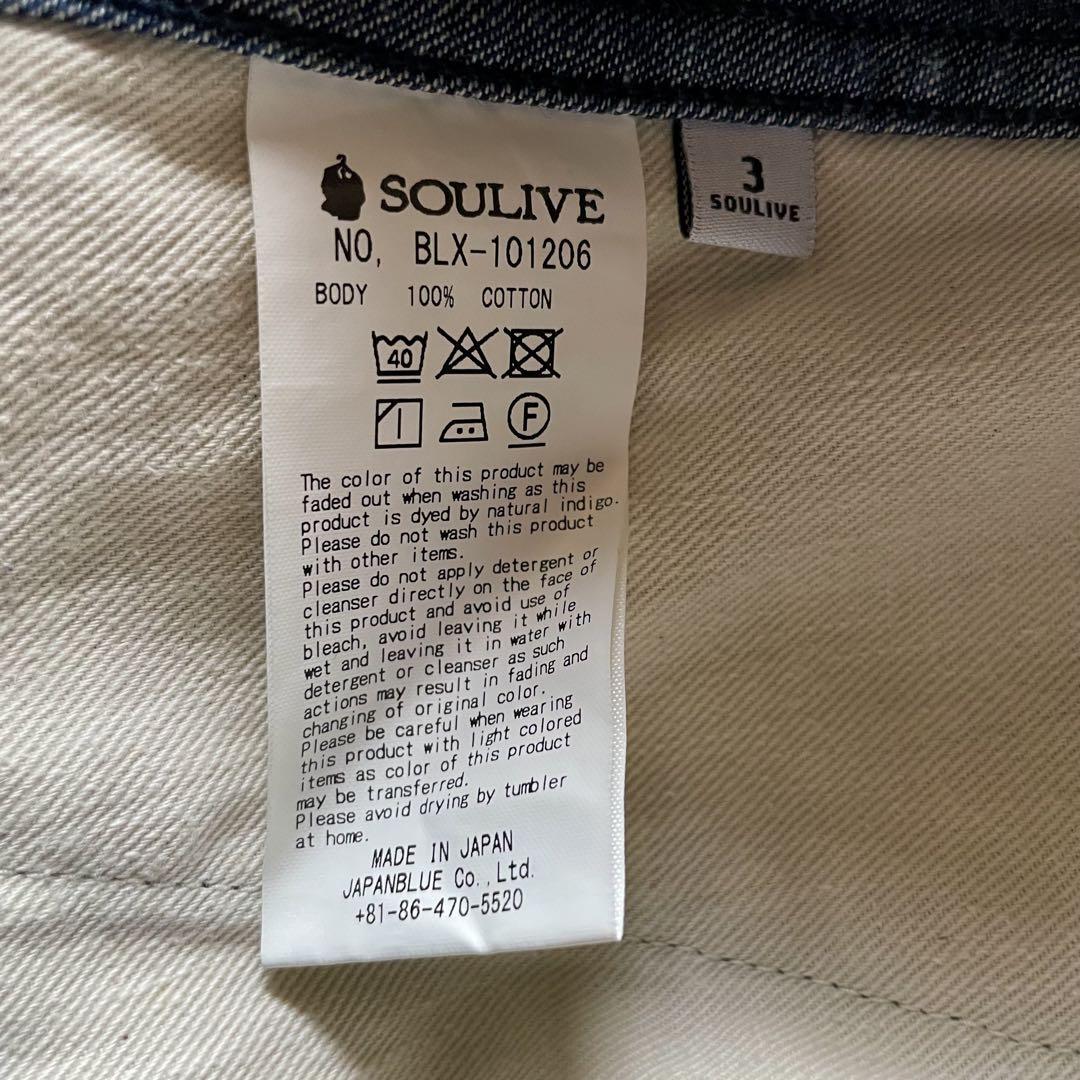 SOULIVE
NO, BLX-101206
BODY 100% COTTON
40
F
The color of this product may be
faded out when washing as this
product is dyed by natural indigo.
Please do not wash this product
with other items.
Please do not apply detergent or
cleanser directly on the face of
this product and avoid use of
bleach, avoid leaving it while
wet and leaving it in water with
detergent or cleanser as such
actions may result in fading and
changing of original color.
Please be careful when wearing
this product with light colored
items as color of this product
may be transferred.
Please avoid drying by tumbler
at home.
MADE IN JAPAN
JAPANBLUE Co.,Ltd.
+81-86-470-5520
3
SOULIVE